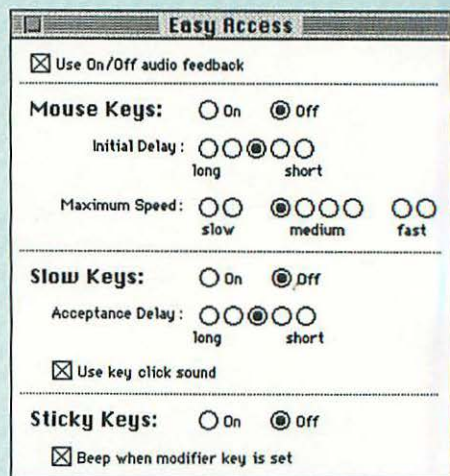 Easy Access
Use On/Off audio feedback
Mouse Keys: On Off
Initial Delay :
long short
Maximum Speed :
slow medium fast
Slow Keys: On Off
Acceptance Delay :
long short
Use key click sound
Sticky Keys: On Off
Beep when modifier key is set